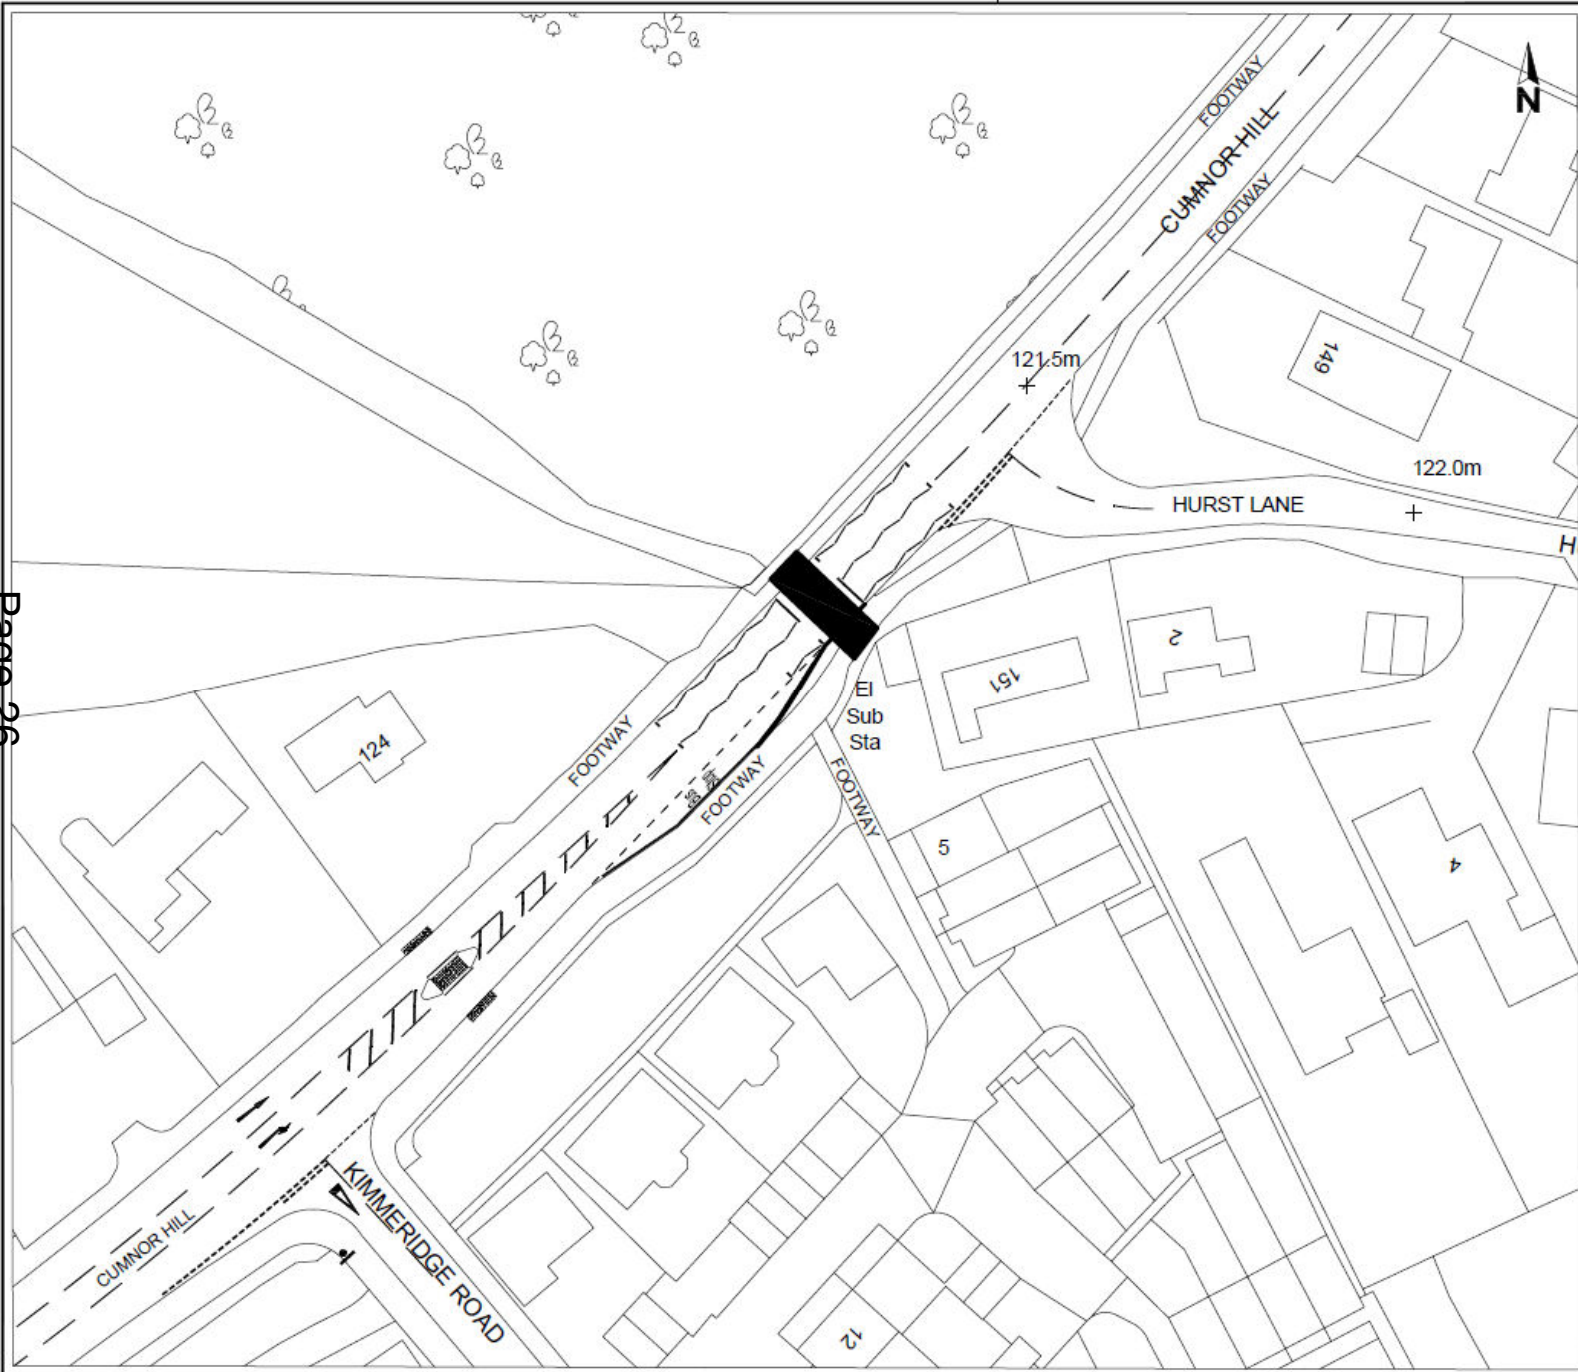 FOOTWAY
CUMNOR HILL
FOOTWAY
N
121.5m
149
122.0m
HURST LANE
H
Page 26
2
151
El
Sub
Sta
124
FOOTWAY
FOOTWAY
FOOTWAY
5
4
KIMMERIDGE ROAD
CUMNOR HILL
12